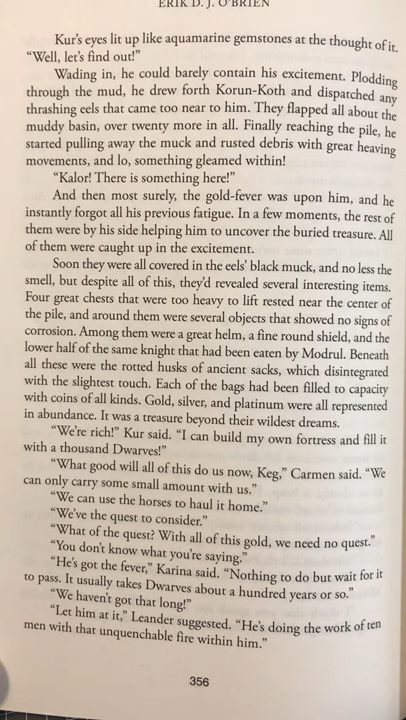 ERIK D. J. O'BRIEN
Kur's eyes lit up like aquamarine gemstones at the thought of it.
“Well, let's find out!”
Wading in, he could barely contain his excitement. Plodding
through the mud, he drew forth Korun-Koth and dispatched any
thrashing eels that came too near to him. They flapped all about the
muddy basin, over twenty more in all. Finally reaching the pile, he
started pulling away the muck and rusted debris with great heaving
movements, and lo, something gleamed within!
“Kalor! There is something here!”
And then most surely, the gold-fever was upon him, and he
instantly forgot all his previous fatigue. In a few moments, the rest of
them were by his side helping him to uncover the buried treasure. All
of them were caught up in the excitement.
Soon they were all covered in the eels' black muck, and no less the
smell, but despite all of this, they'd revealed several interesting items.
Four great chests that were too heavy to lift rested near the center of
the pile, and around them were several objects that showed no signs of
corrosion. Among them were a great helm, a fine round shield, and the
lower half of the same knight that had been eaten by Modrul. Beneath
all these were the rotted husks of ancient sacks, which disintegrated
with the slightest touch. Each of the bags had been filled to capacity
with coins of all kinds. Gold, silver, and platinum were all represented
in abundance. It was a treasure beyond their wildest dreams.
“We're rich!” Kur said. “I can build my own fortress and fill it
with a thousand Dwarves!”
“What good will all of this do us now, Keg,” Carmen said. “We
can only carry some small amount with us.”
“We can use the horses to haul it home.”
“We've the quest to consider.”
“What of the quest? With all of this gold, we need no quest.”
“You don't know what you're saying.”
“He's got the fever,” Karina said. “Nothing to do but wait for it
to pass. It usually takes Dwarves about a hundred years or so.”
“We haven't got that long!”
“Let him at it,” Leander suggested. “He's doing the work of ten
men with that unquenchable fire within him.”
356